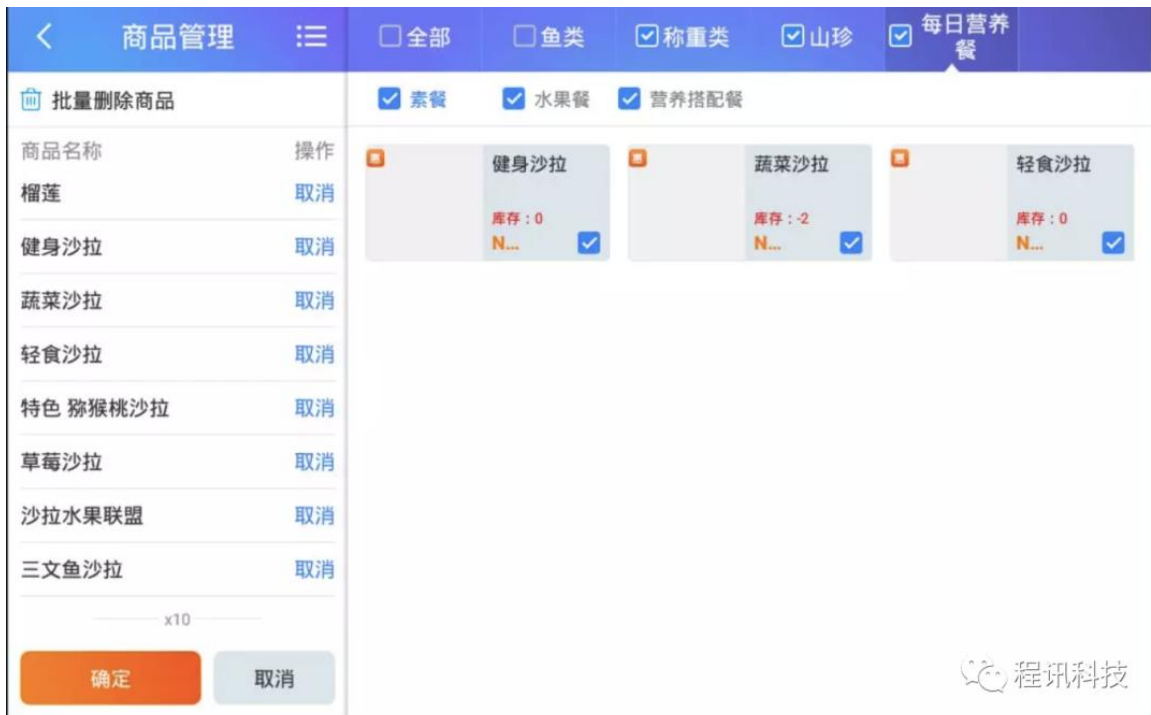 商品管理
全部
鱼类
称重类
山珍
每日营养
餐
批量删除商品
素餐
水果餐
营养搭配餐
商品名称 操作
榴莲 取消
健身沙拉 取消
蔬菜沙拉 取消
轻食沙拉 取消
特色 猕猴桃沙拉 取消
草莓沙拉 取消
沙拉水果联盟 取消
三文鱼沙拉 取消
x10
确定 取消
健身沙拉
库存：0
N...
蔬菜沙拉
库存：-2
N...
轻食沙拉
库存：0
N...
程讯科技